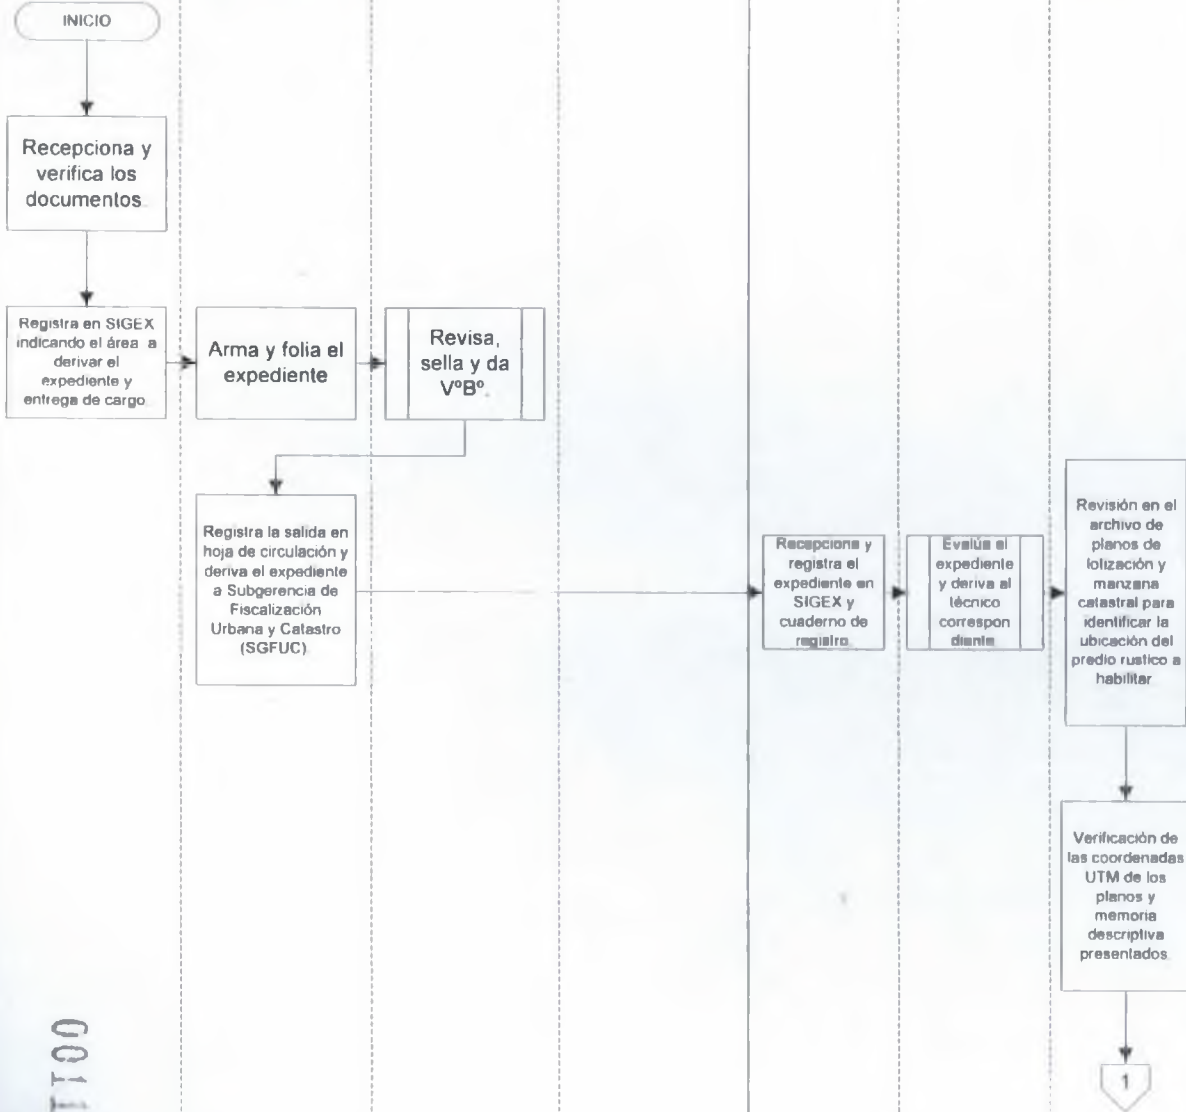 INICIO
Recepciona y
verifica los
documentos
Registra en SIGEX
indicando el área a
derivar el
expediente y
entrega de cargo
Arma y folia el
expediente
Revisa,
sella y da
V°B°.
Registra la salida en
hoja de circulación y
deriva el expediente
a Subgerencia de
Fiscalización
Urbana y Catastro
(SGFUC)
Recepciona y
registra el
expediente en
SIGEX y
cuaderno de
registro
Evalúa el
expediente
y deriva al
técnico
correspon
diente
Revisión en el
archivo de
planos de
lotización y
manzana
catastral para
identificar la
ubicación del
predio rustico a
habilitar
Verificación de
las coordenadas
UTM de los
planos y
memoria
descriptiva
presentados
1